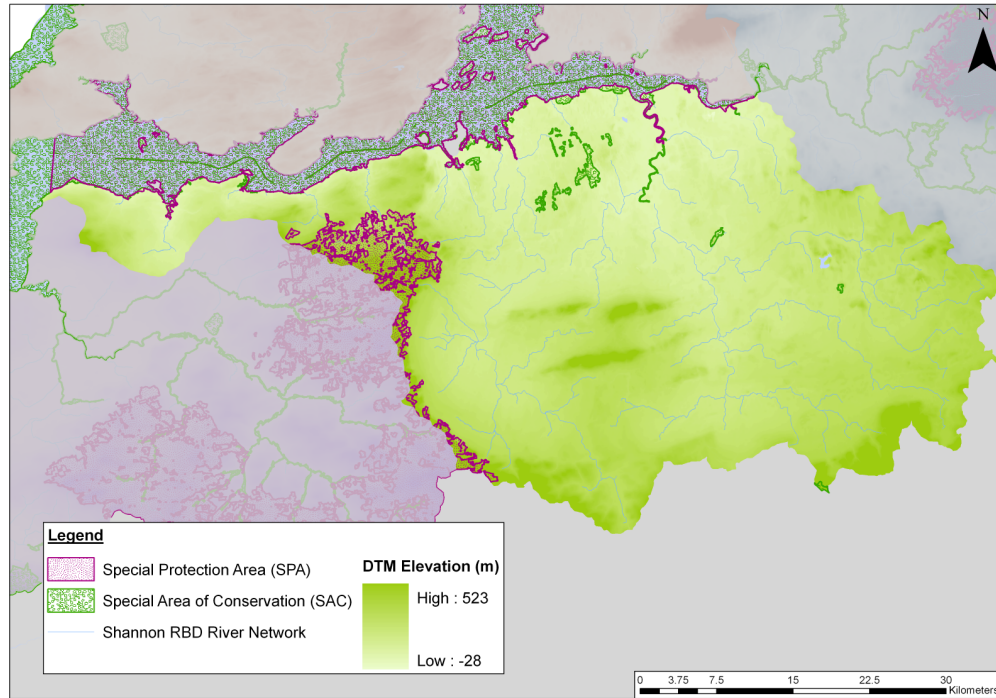 N
Legend
Special Protection Area (SPA)
Special Area of Conservation (SAC)
Shannon RBD River Network
DTM Elevation (m)
High : 523
Low : -28
0 3.75 7.5 15 22.5 30
Kilometers